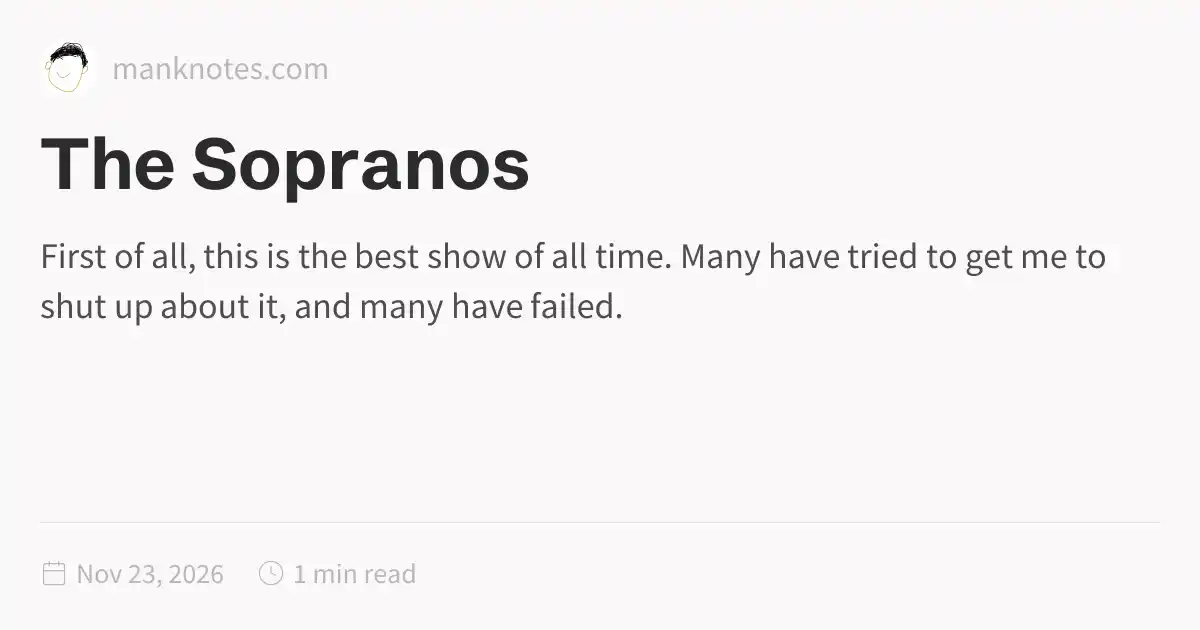 manknotes.com
The Sopranos
First of all, this is the best show of all time. Many have tried to get me to
shut up about it, and many have failed.
Nov 23, 2026
1 min read